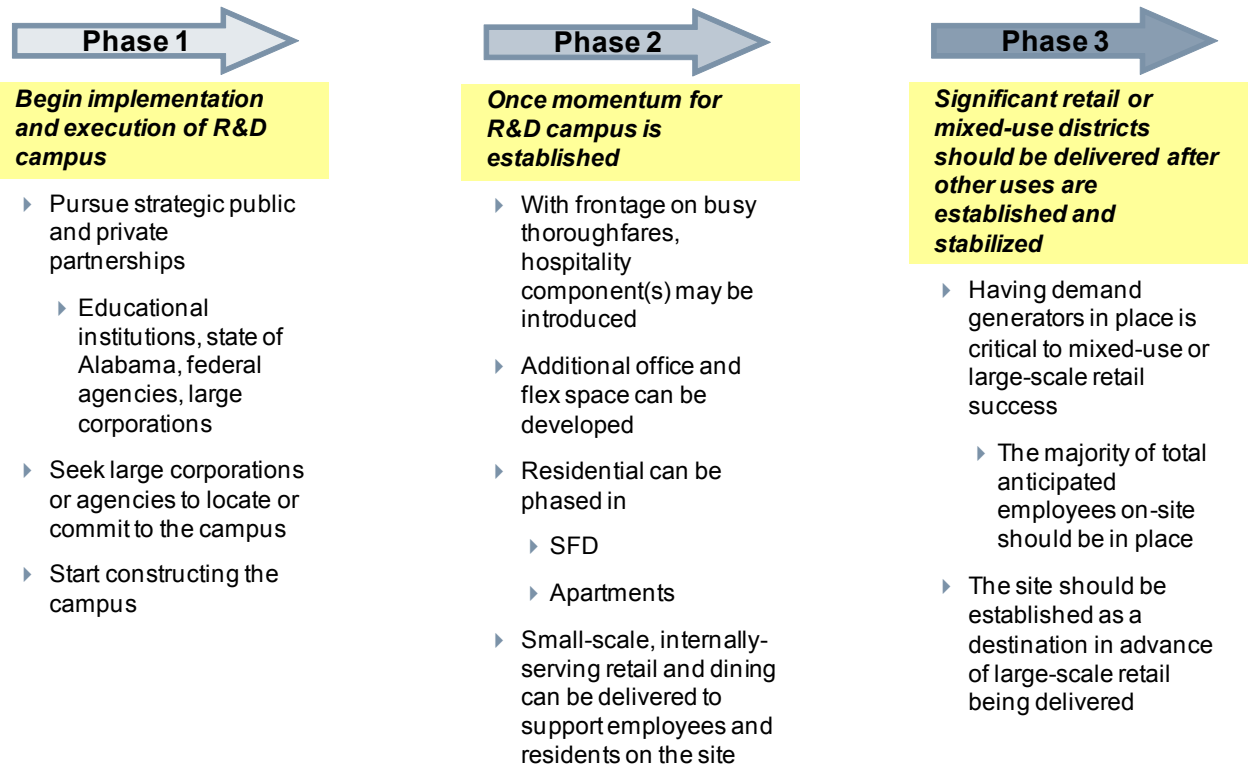 Phase 1
Begin implementation
and execution of R&D
campus
Pursue strategic public
and private
partnerships
Educational
institutions, state of
Alabama, federal
agencies, large
corporations
Seek large corporations
or agencies to locate or
commit to the campus
Start constructing the
campus
Phase 2
Once momentum for
R&D campus is
established
With frontage on busy
thoroughfares,
hospitality
component(s) may be
introduced
Additional office and
flex space can be
developed
Residential can be
phased in
SFD
Apartments
Small-scale, internally-
serving retail and dining
can be delivered to
support employees and
residents on the site
Phase 3
Significant retail or
mixed-use districts
should be delivered after
other uses are
established and
stabilized
Having demand
generators in place is
critical to mixed-use or
large-scale retail
success
The majority of total
anticipated
employees on-site
should be in place
The site should be
established as a
destination in advance
of large-scale retail
being delivered